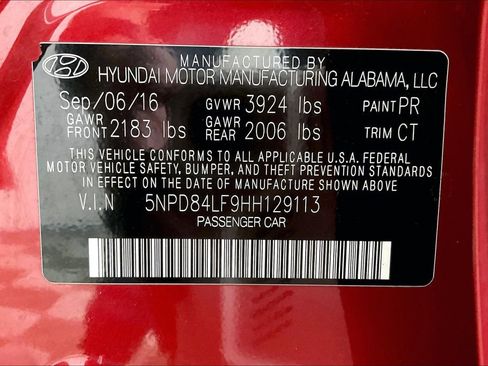 MANUFACTURED BY
HYUNDAI MOTOR MANUFACTURING ALABAMA, LLC
Sep/06/16 GVWR 3924 lbs PAINT PR
GAWR FRONT 2183 lbs GAWR REAR 2006 lbs TRIM CT
THIS VEHICLE CONFORMS TO ALL APPLICABLE U.S.A. FEDERAL
MOTOR VEHICLE SAFETY, BUMPER, AND THEFT PREVENTION STANDARDS
IN EFFECT ON THE DATE OF MANUFACTURE SHOWN ABOVE.
V.I.N 5NPD84LF9HH129113
PASSENGER CAR